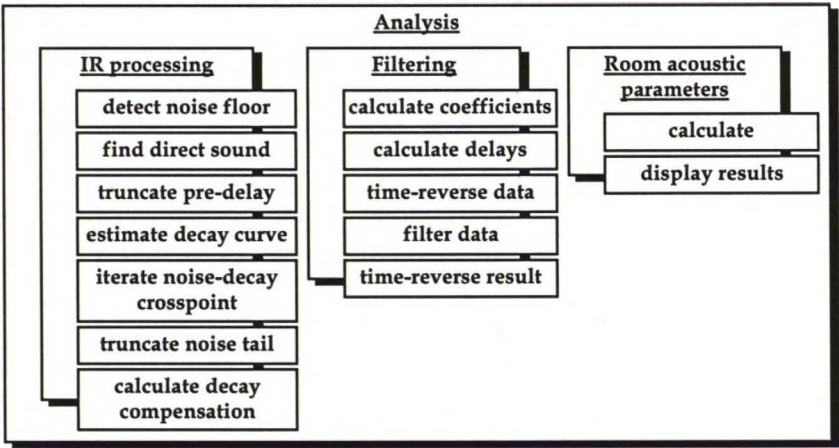 Analysis
IR processing
detect noise floor
find direct sound
truncate pre-delay
estimate decay curve
iterate noise-decay
crosspoint
truncate noise tail
calculate decay
compensation
Filtering
calculate coefficients
calculate delays
time-reverse data
filter data
time-reverse result
Room acoustic
parameters
calculate
display results